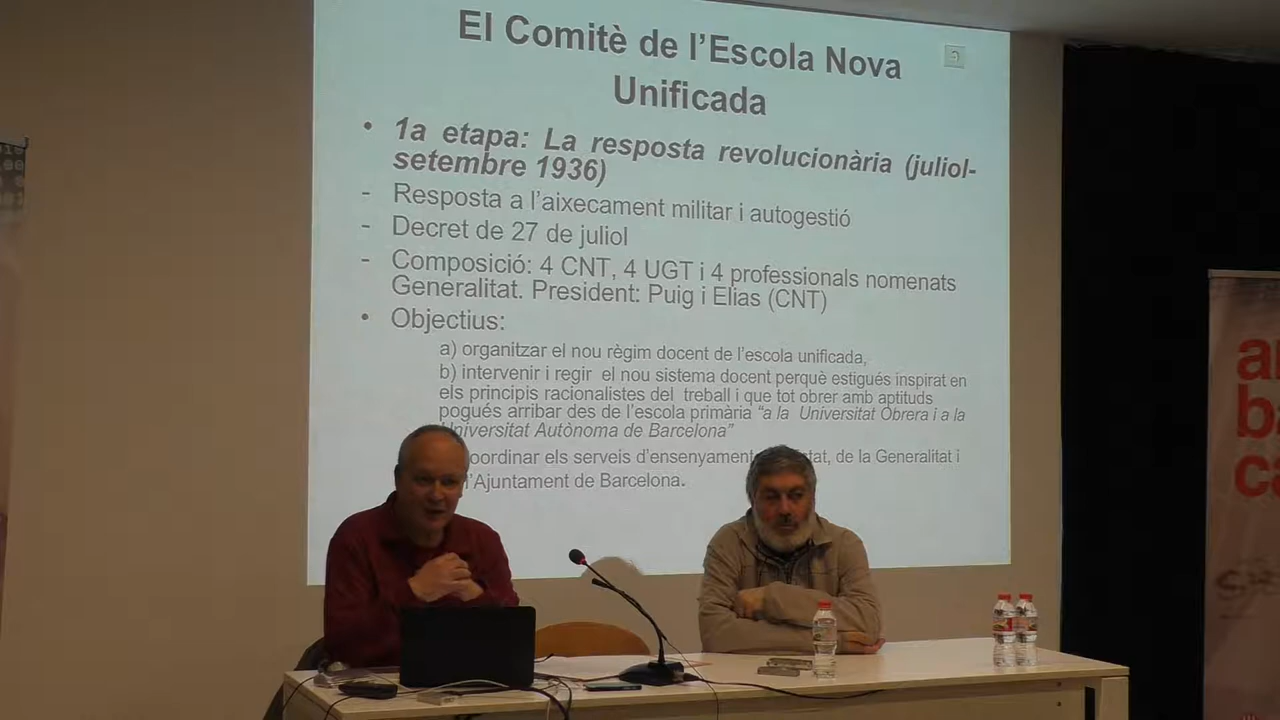 El Comitè de l'Escola Nova
Unificada
• 1a etapa: La resposta revolucionària (juliol-
setembre 1936)
- Resposta a l'aixecament militar i autogestió
- Decret de 27 de juliol
- Composició: 4 CNT, 4 UGT i 4 professionals nomenats
Generalitat. President: Puig i Elias (CNT)
• Objectius:
a) organitzar el nou règim docent de l'escola unificada,
b) intervenir i regir el nou sistema docent perquè estigués inspirat en
els principis racionalistes del treball i que tot obrer amb aptituds
pogués arribar des de l'escola primària "a la Universitat Obrera i a la
Universitat Autònoma de Barcelona"
oordinar els serveis d'ensenyament tat, de la Generalitat i
l'Ajuntament de Barcelona.